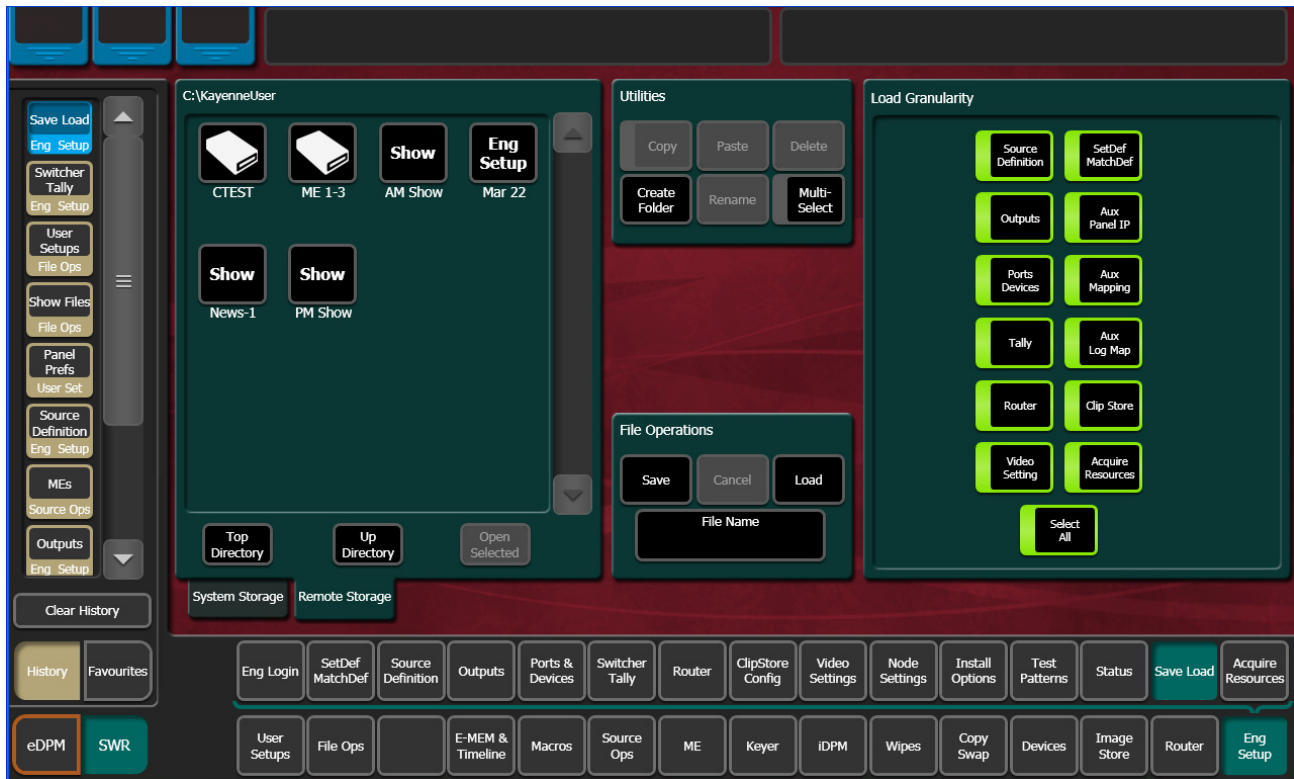 Save Load
Eng Setup
Switcher
Tally
Eng Setup
User
Setups
File Ops
Show Files
File Ops
Panel
Prefs
User Set
Source
Definition
Eng Setup
MEs
Source Ops
Outputs
Eng Setup
Clear History
History
Favourites
eDPM
SWR
C:\KayenneUser
CTEST
ME 1-3
Show
AM Show
Eng
Setup
Mar 22
Show
News-1
Show
PM Show
Top
Directory
Up
Directory
Open
Selected
System Storage
Remote Storage
Utilities
Copy
Paste
Delete
Create
Folder
Rename
Multi-
Select
File Operations
Save
Cancel
Load
File Name
Load Granularity
Source
Definition
SetDef
MatchDef
Outputs
Aux
Panel IP
Ports
Devices
Aux
Mapping
Tally
Aux
Log Map
Router
Clip Store
Video
Setting
Acquire
Resources
Select
All
Eng Login
SetDef
MatchDef
Source
Definition
Outputs
Ports &
Devices
Switcher
Tally
Router
ClipStore
Config
Video
Settings
Node
Settings
Install
Options
Test
Patterns
Status
Save Load
Acquire
Resources
User
Setups
File Ops
E-MEM &
Timeline
Macros
Source
Ops
ME
Keyer
iDPM
Wipes
Copy
Swap
Devices
Image
Store
Router
Eng
Setup